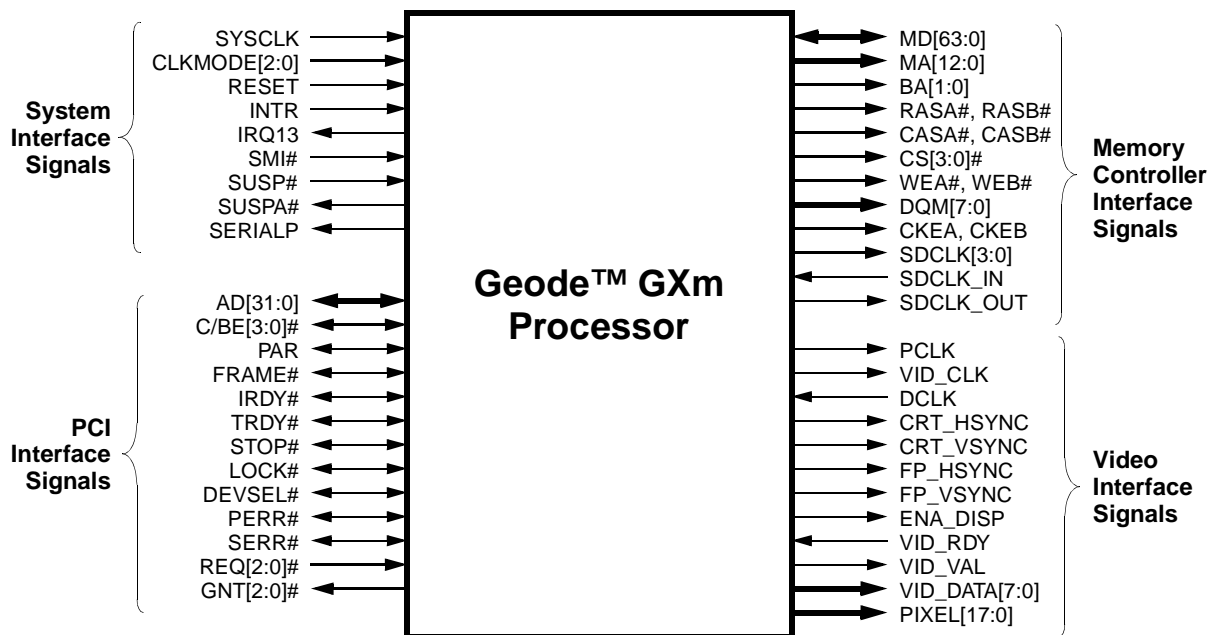 System
Interface
Signals
SYSCLK
CLKMODE[2:0]
RESET
INTR
IRQ13
SMI#
SUSP#
SUSPA#
SERIALP
PCI
Interface
Signals
AD[31:0]
C/BE[3:0]#
PAR
FRAME#
IRDY#
TRDY#
STOP#
LOCK#
DEVSEL#
PERR#
SERR#
REQ[2:0]#
GNT[2:0]#
Geode™ GXm
Processor
MD[63:0]
MA[12:0]
BA[1:0]
RASA#, RASB#
CASA#, CASB#
CS[3:0]#
WEA#, WEB#
DQM[7:0]
CKEA, CKEB
SDCLK[3:0]
SDCLK_IN
SDCLK_OUT
Memory
Controller
Interface
Signals
PCLK
VID_CLK
DCLK
CRT_HSYNC
CRT_VSYNC
FP_HSYNC
FP_VSYNC
ENA_DISP
VID_RDY
VID_VAL
VID_DATA[7:0]
PIXEL[17:0]
Video
Interface
Signals